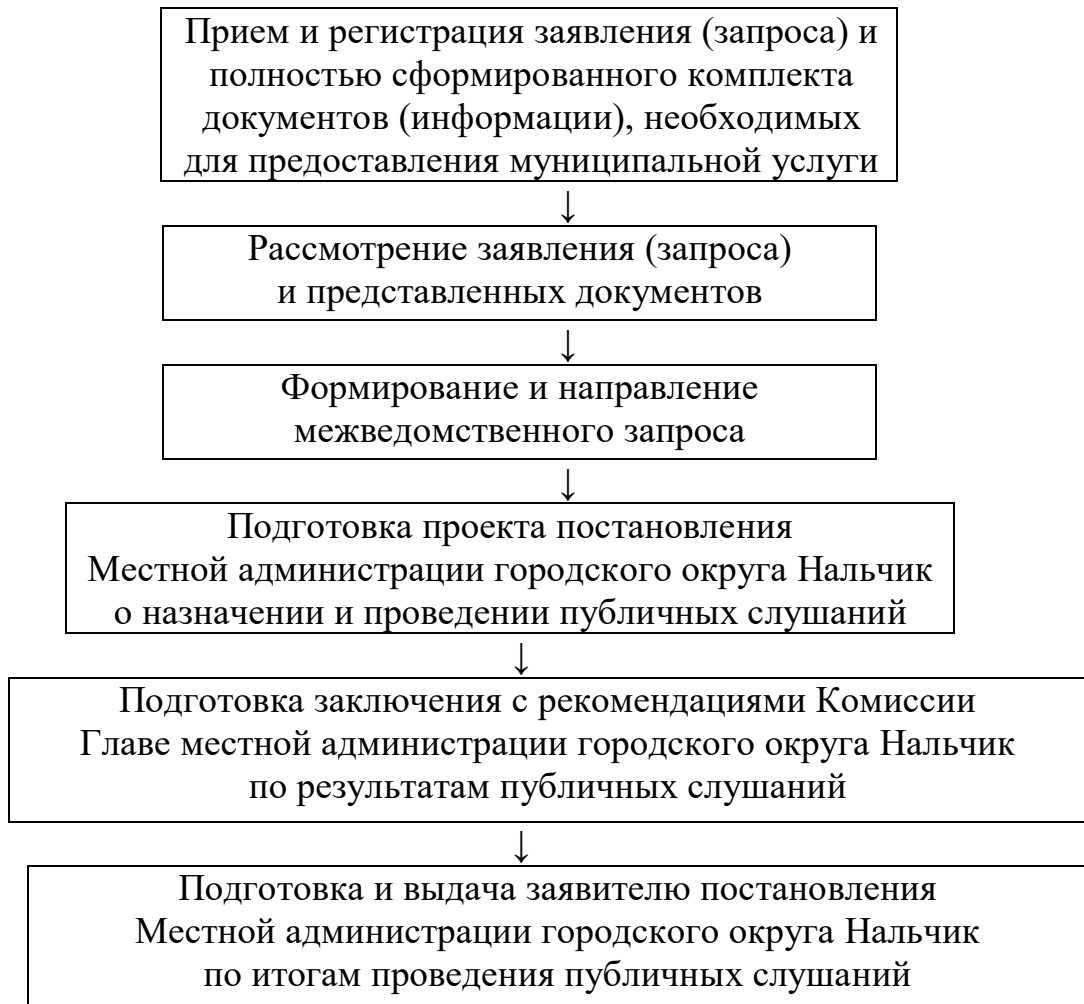 Прием и регистрация заявления (запроса) и
полностью сформированного комплекта
документов (информации), необходимых
для предоставления муниципальной услуги
↓
Рассмотрение заявления (запроса)
и представленных документов
↓
Формирование и направление
межведомственного запроса
↓
Подготовка проекта постановления
Местной администрации городского округа Нальчик
о назначении и проведении публичных слушаний
↓
Подготовка заключения с рекомендациями Комиссии
Главе местной администрации городского округа Нальчик
по результатам публичных слушаний
↓
Подготовка и выдача заявителю постановления
Местной администрации городского округа Нальчик
по итогам проведения публичных слушаний